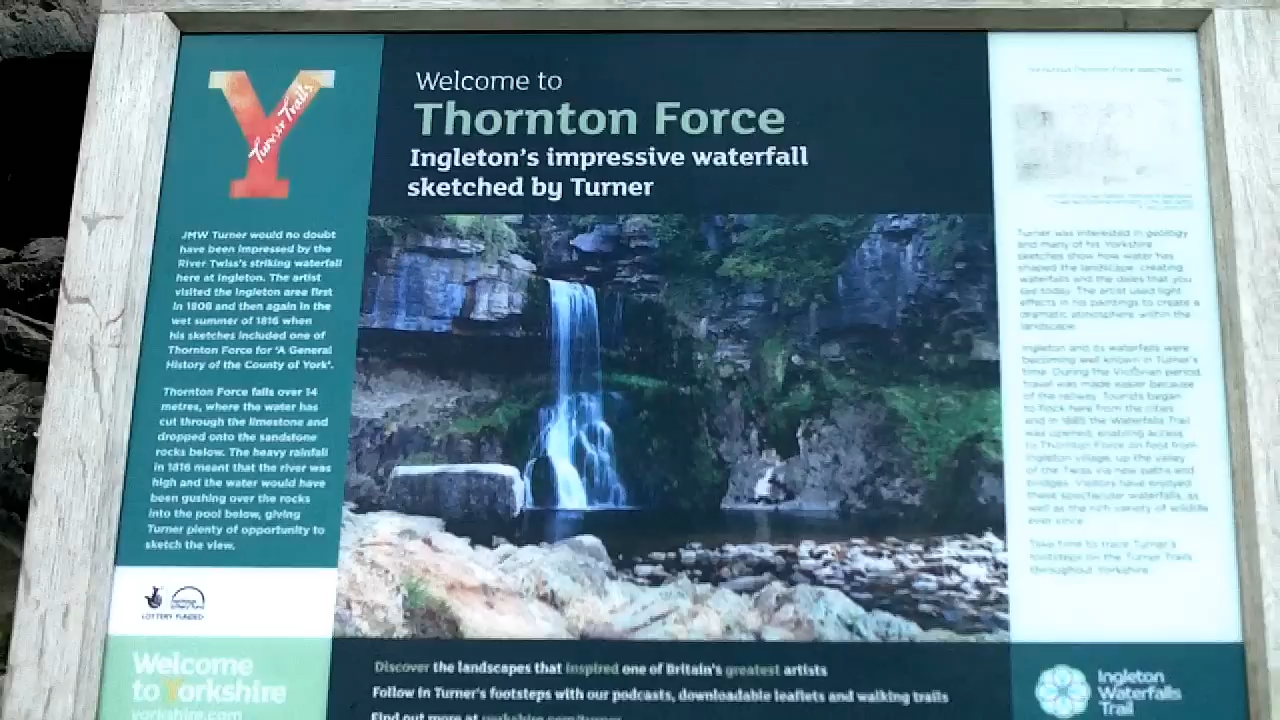 Turner Trails
Welcome to
Thornton Force
Ingleton's impressive waterfall
sketched by Turner
JMW Turner would no doubt
have been impressed by the
River Twiss's striking waterfall
here at Ingleton. The artist
visited the Ingleton area first
in 1808 and then again in the
wet summer of 1816 when
his sketches included one of
Thornton Force for 'A General
History of the County of York'.
Thornton Force falls over 14
metres, where the water has
cut through the limestone and
dropped onto the sandstone
rocks below. The heavy rainfall
in 1816 meant that the river was
high and the water would have
been gushing over the rocks
into the pool below, giving
Turner plenty of opportunity to
sketch the view.
LOTTERY FUNDED
Welcome
to Yorkshire
yorkshire.com
Discover the landscapes that inspired one of Britain's greatest artists
Follow in Turner's footsteps with our podcasts, downloadable leaflets and walking trails
Find out more at yorkshire.com/turner
Turner was interested in geology
and many of his Yorkshire
sketches show how water has
shaped the landscape, creating
waterfalls and the dales that you
see today. The artist used light
effects in his paintings to create a
dramatic atmosphere within the
landscape.
Ingleton and its waterfalls were
becoming well known in Turner's
time. During the Victorian period,
travel was made easier because
of the railway. Tourists began
to flock here from the cities
and in 1885 the Waterfalls Trail
was opened, enabling access
to Thornton Force on foot from
Ingleton village, up the valley
of the Twiss via new paths and
bridges. Visitors have enjoyed
these spectacular waterfalls, as
well as the rich variety of wildlife
ever since.
Take time to trace Turner's
footsteps on the Turner Trails
throughout Yorkshire.
Ingleton
Waterfalls
Trail